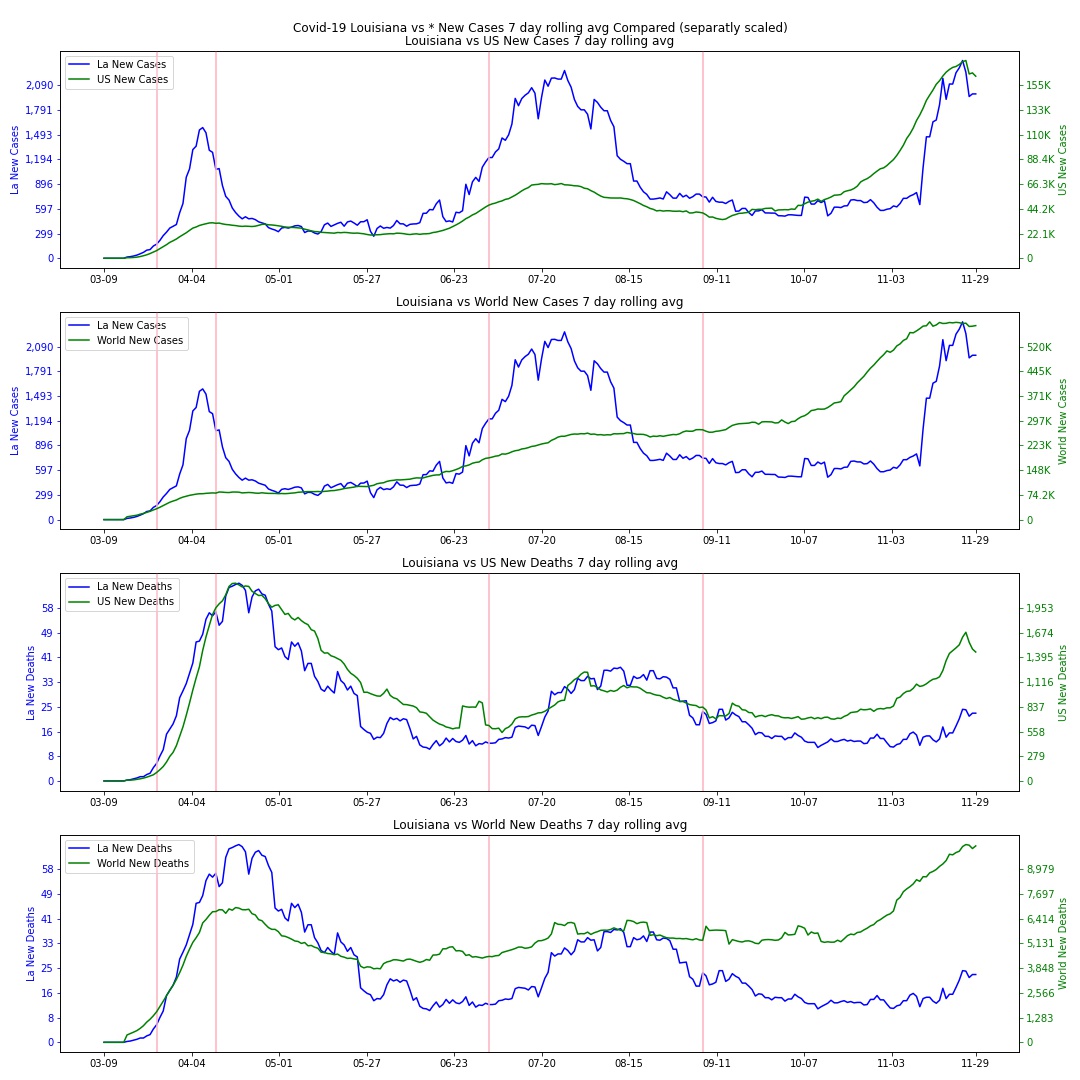 Covid-19 Louisiana vs * New Cases 7 day rolling avg Compared (separatly scaled)
Louisiana vs US New Cases 7 day rolling avg
La New Cases
US New Cases
2,090
1,791
1,493
1,194
896
597
299
0
La New Cases
155K
133K
110K
88.4K
66.3K
44.2K
22.1K
0
US New Cases
03-09 04-04 05-01 05-27 06-23 07-20 08-15 09-11 10-07 11-03 11-29
Louisiana vs World New Cases 7 day rolling avg
La New Cases
World New Cases
2,090
1,791
1,493
1,194
896
597
299
0
La New Cases
520K
445K
371K
297K
223K
148K
74.2K
0
World New Cases
03-09 04-04 05-01 05-27 06-23 07-20 08-15 09-11 10-07 11-03 11-29
Louisiana vs US New Deaths 7 day rolling avg
La New Deaths
US New Deaths
58
49
41
33
25
16
8
0
La New Deaths
1,953
1,674
1,395
1,116
837
558
279
0
US New Deaths
03-09 04-04 05-01 05-27 06-23 07-20 08-15 09-11 10-07 11-03 11-29
Louisiana vs World New Deaths 7 day rolling avg
La New Deaths
World New Deaths
58
49
41
33
25
16
8
0
La New Deaths
8,979
7,697
6,414
5,131
3,848
2,566
1,283
0
World New Deaths
03-09 04-04 05-01 05-27 06-23 07-20 08-15 09-11 10-07 11-03 11-29